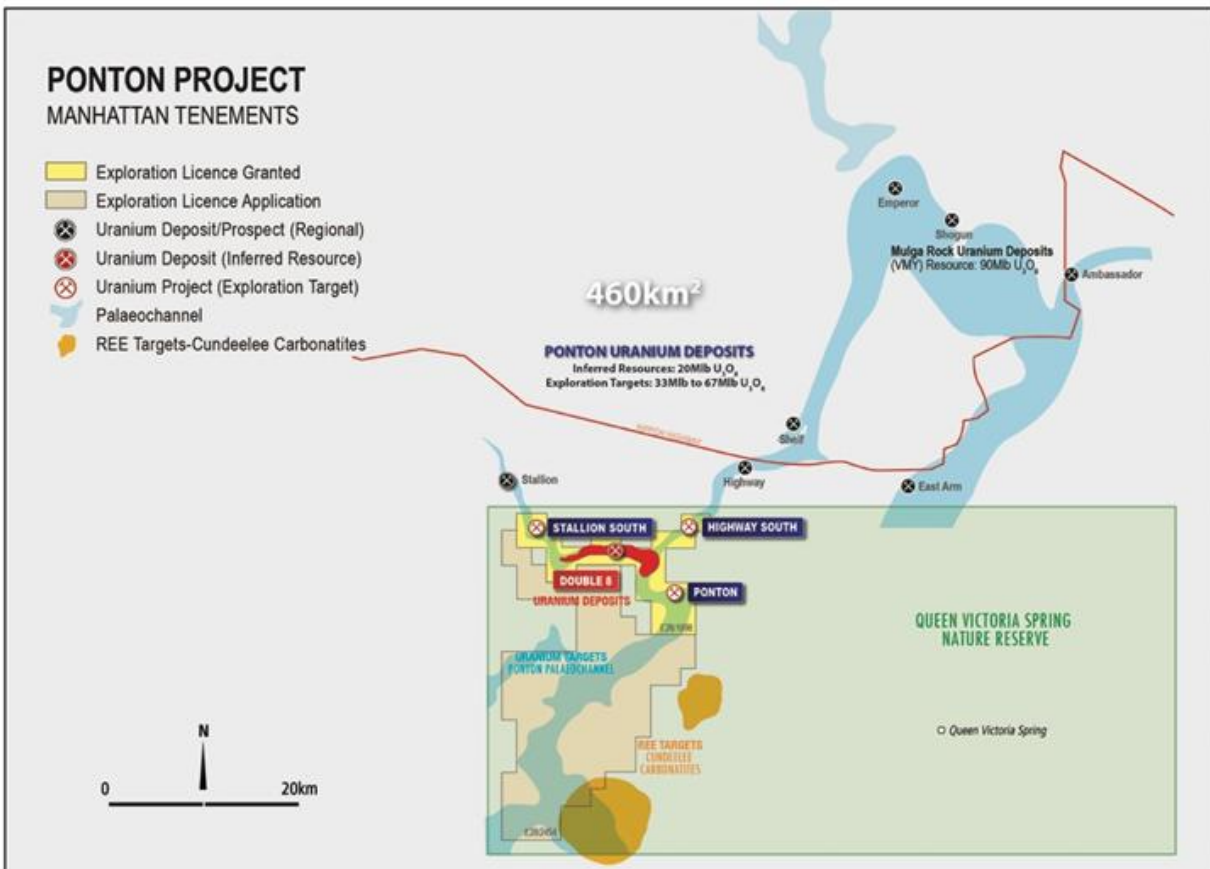 PONTON PROJECT
MANHATTAN TENEMENTS
Exploration Licence Granted
Exploration Licence Application
Uranium Deposit/Prospect (Regional)
Uranium Deposit (Inferred Resource)
Uranium Project (Exploration Target)
Palaeochannel
REE Targets-Cundeelee Carbonatites
Emperor
Shogun
Mulga Rock Uranium Deposits
(VMY) Resource: 90Mlb U₃O₈
Ambassador
460km²
PONTON URANIUM DEPOSITS
Inferred Resources: 20Mlb U₃O₈
Exploration Targets: 33Mlb to 67Mlb U₃O₈
Shelf
Highway
East Arm
Stallion
STALLION SOUTH
HIGHWAY SOUTH
DOUBLE 8
URANIUM DEPOSITS
PONTON
QUEEN VICTORIA SPRING
NATURE RESERVE
URANIUM TARGETS
PONTON PALAEOCHANNEL
Queen Victoria Spring
REE TARGETS
CUNDEELEE
CARBONATITES
N
0 20km